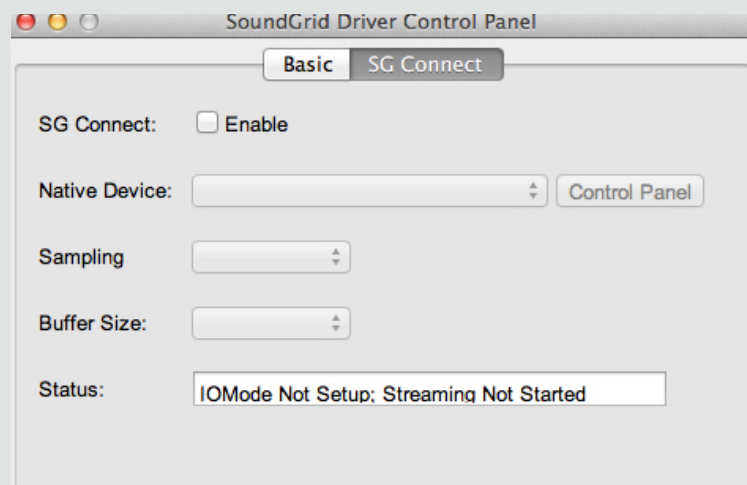 SoundGrid Driver Control Panel
Basic SG Connect
SG Connect: Enable
Native Device: Control Panel
Sampling
Buffer Size:
Status: IOMode Not Setup; Streaming Not Started